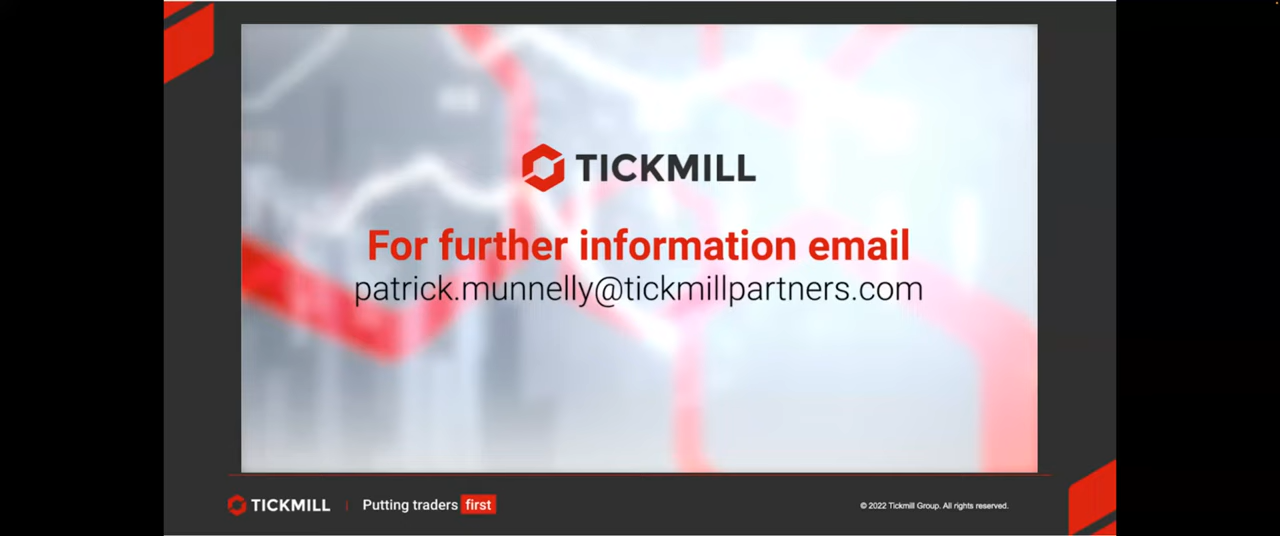 TICKMILL
For further information email
patrick.munnelly@tickmillpartners.com
TICKMILL | Putting traders first
© 2022 Tickmill Group. All rights reserved.